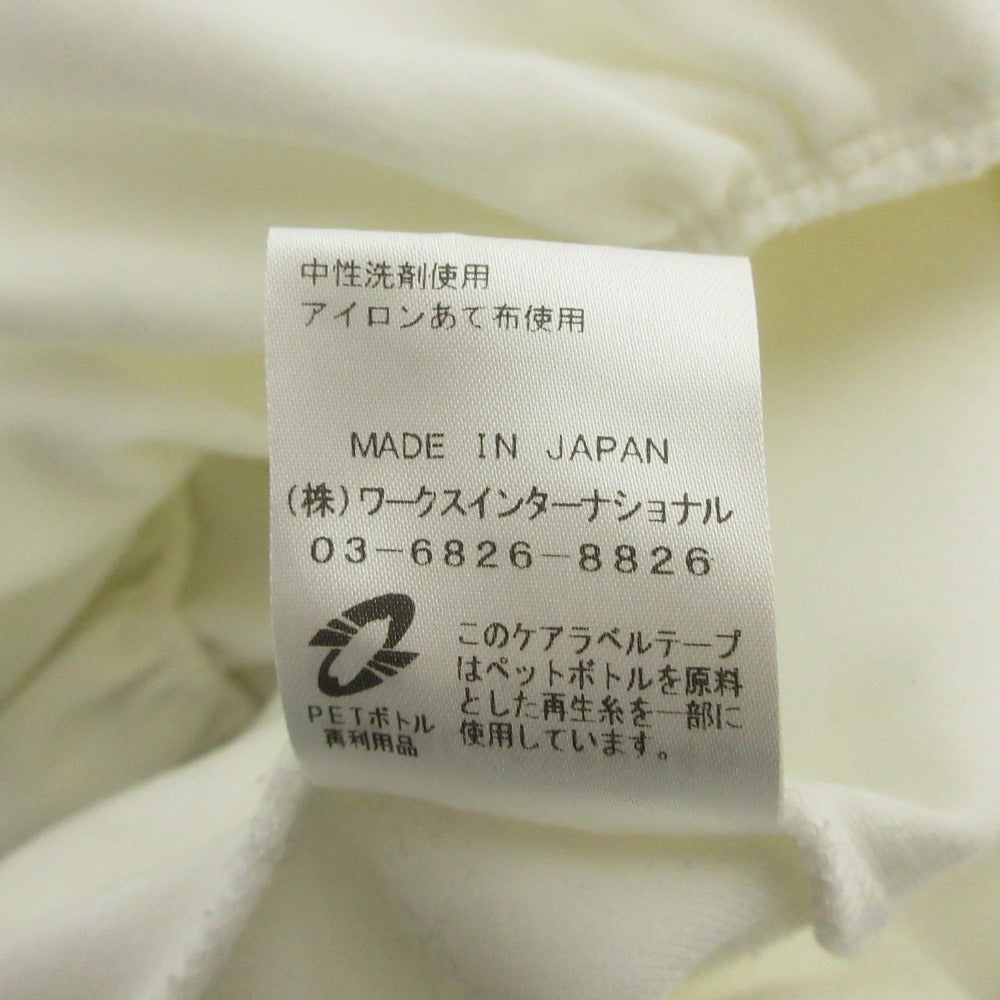 中性洗剤使用
アイロンあて布使用
MADE IN JAPAN
(株)ワークスインターナショナル
03-6826-8826
PETボトル
再利用品
このケアラベルテープ
はペットボトルを原料
とした再生糸を一部に
使用しています。